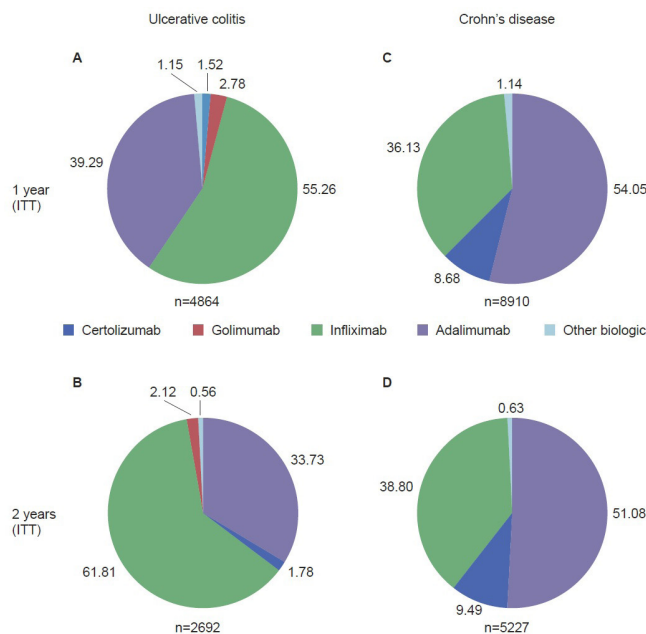 Ulcerative colitis
Crohn's disease
A
C
1.15
1.52
2.78
39.29
55.26
1.14
36.13
54.05
8.68
1 year
(ITT)
n=4864
n=8910
Certolizumab
Golimumab
Infliximab
Adalimumab
Other biologic
B
D
2.12
0.56
33.73
61.81
1.78
0.63
38.80
51.08
9.49
2 years
(ITT)
n=2692
n=5227